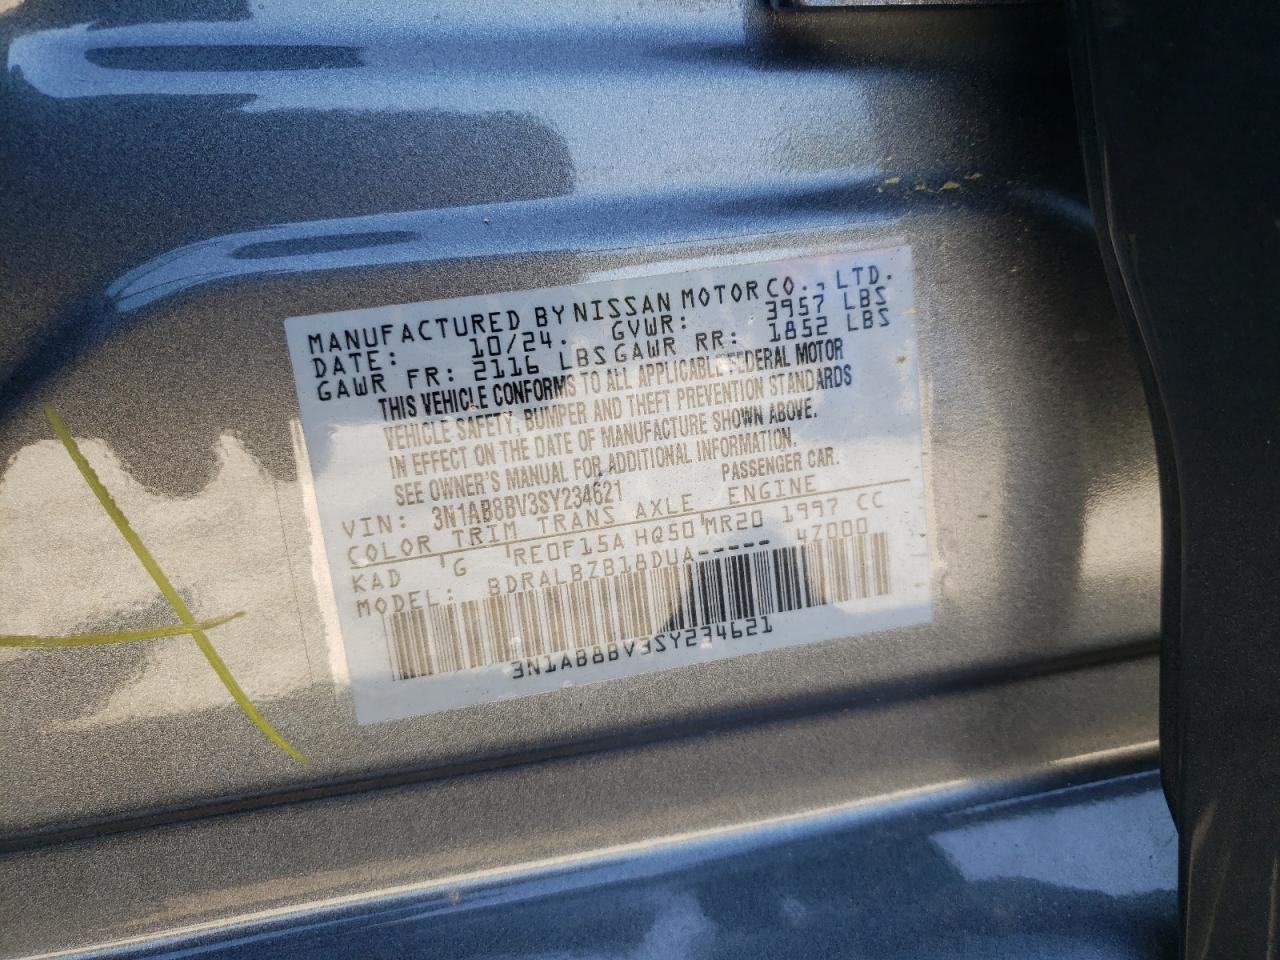 MANUFACTURED BY NISSAN MOTOR CO., LTD.
DATE: 10/24. GVWR: 3957 LBS
GAWR FR: 2116 LBS GAWR RR: 1852 LBS
THIS VEHICLE CONFORMS TO ALL APPLICABLE FEDERAL MOTOR
VEHICLE SAFETY, BUMPER AND THEFT PREVENTION STANDARDS
IN EFFECT ON THE DATE OF MANUFACTURE SHOWN ABOVE.
SEE OWNER'S MANUAL FOR ADDITIONAL INFORMATION.
VIN: 3N1AB8BV3SY234621 PASSENGER CAR.
COLOR TRIM TRANS AXLE ENGINE
KAD G RE0F15A HQ50 MR20 1997 CC
MODEL: BDRALBZB18DUA----- 47000
3N1AB8BV3SY234621